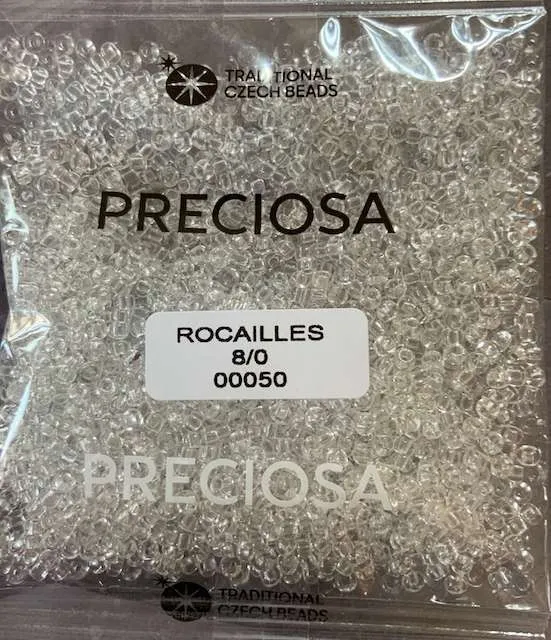 TRADITIONAL
CZECH BEADS
PRECIOSA
ROCAILLES
8/0
00050
PRECIOSA
TRADITIONAL
CZECH BEADS